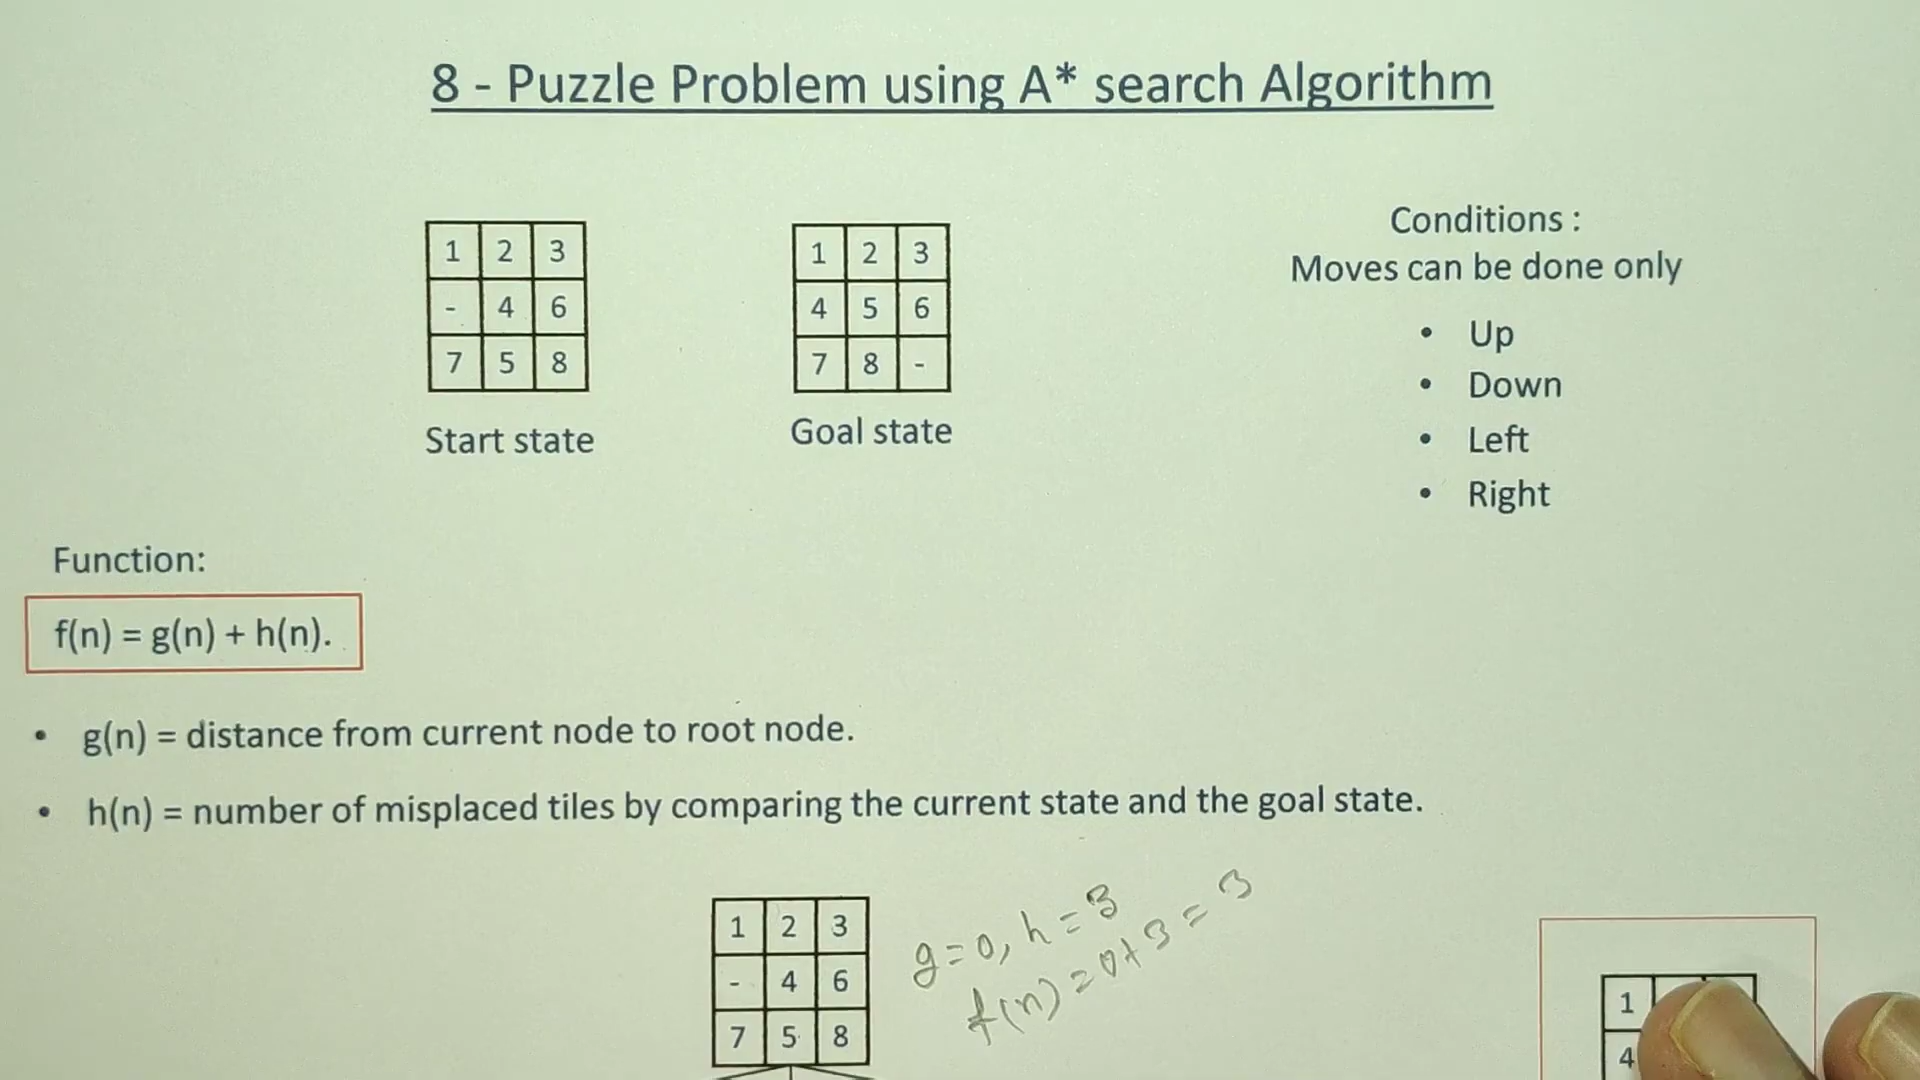 8 - Puzzle Problem using A* search Algorithm
1 2 3
- 4 6
7 5 8
Start state
1 2 3
4 5 6
7 8 -
Goal state
Conditions :
Moves can be done only
• Up
• Down
• Left
• Right
Function:
f(n) = g(n) + h(n).
• g(n) = distance from current node to root node.
• h(n) = number of misplaced tiles by comparing the current state and the goal state.
1 2 3
- 4 6
7 5 8
g=0, h=3
f(n)=0+3=3
1
4